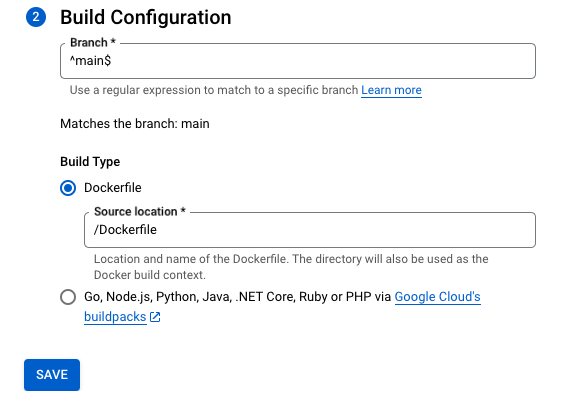 2 Build Configuration
Branch *
^main$
Use a regular expression to match to a specific branch Learn more
Matches the branch: main
Build Type
Dockerfile
Source location *
/Dockerfile
Location and name of the Dockerfile. The directory will also be used as the
Docker build context.
Go, Node.js, Python, Java, .NET Core, Ruby or PHP via Google Cloud's
buildpacks
SAVE